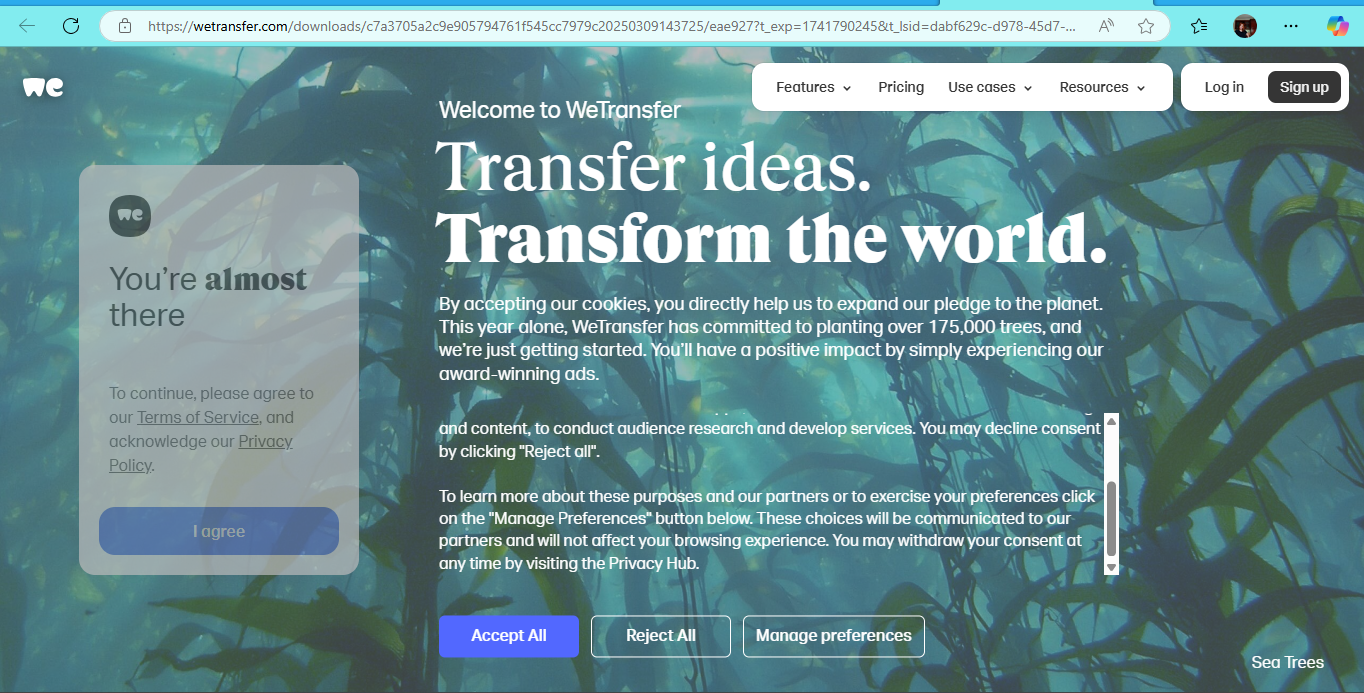 https://wetransfer.com/downloads/c7a3705a2c9e905794761f545cc7979c20250309143725/eae927?t_exp=1741790245&t_lsid=dabf629c-d978-45d7-...
we
Features
Pricing
Use cases
Resources
Log in
Sign up
Welcome to WeTransfer
Transfer ideas.
Transform the world.
By accepting our cookies, you directly help us to expand our pledge to the planet.
This year alone, WeTransfer has committed to planting over 175,000 trees, and
we're just getting started. You'll have a positive impact by simply experiencing our
award-winning ads.
and content, to conduct audience research and develop services. You may decline consent
by clicking "Reject all".
To learn more about these purposes and our partners or to exercise your preferences click
on the "Manage Preferences" button below. These choices will be communicated to our
partners and will not affect your browsing experience. You may withdraw your consent at
any time by visiting the Privacy Hub.
Accept All
Reject All
Manage preferences
we
You're almost
there
To continue, please agree to
our Terms of Service, and
acknowledge our Privacy
Policy.
I agree
Sea Trees